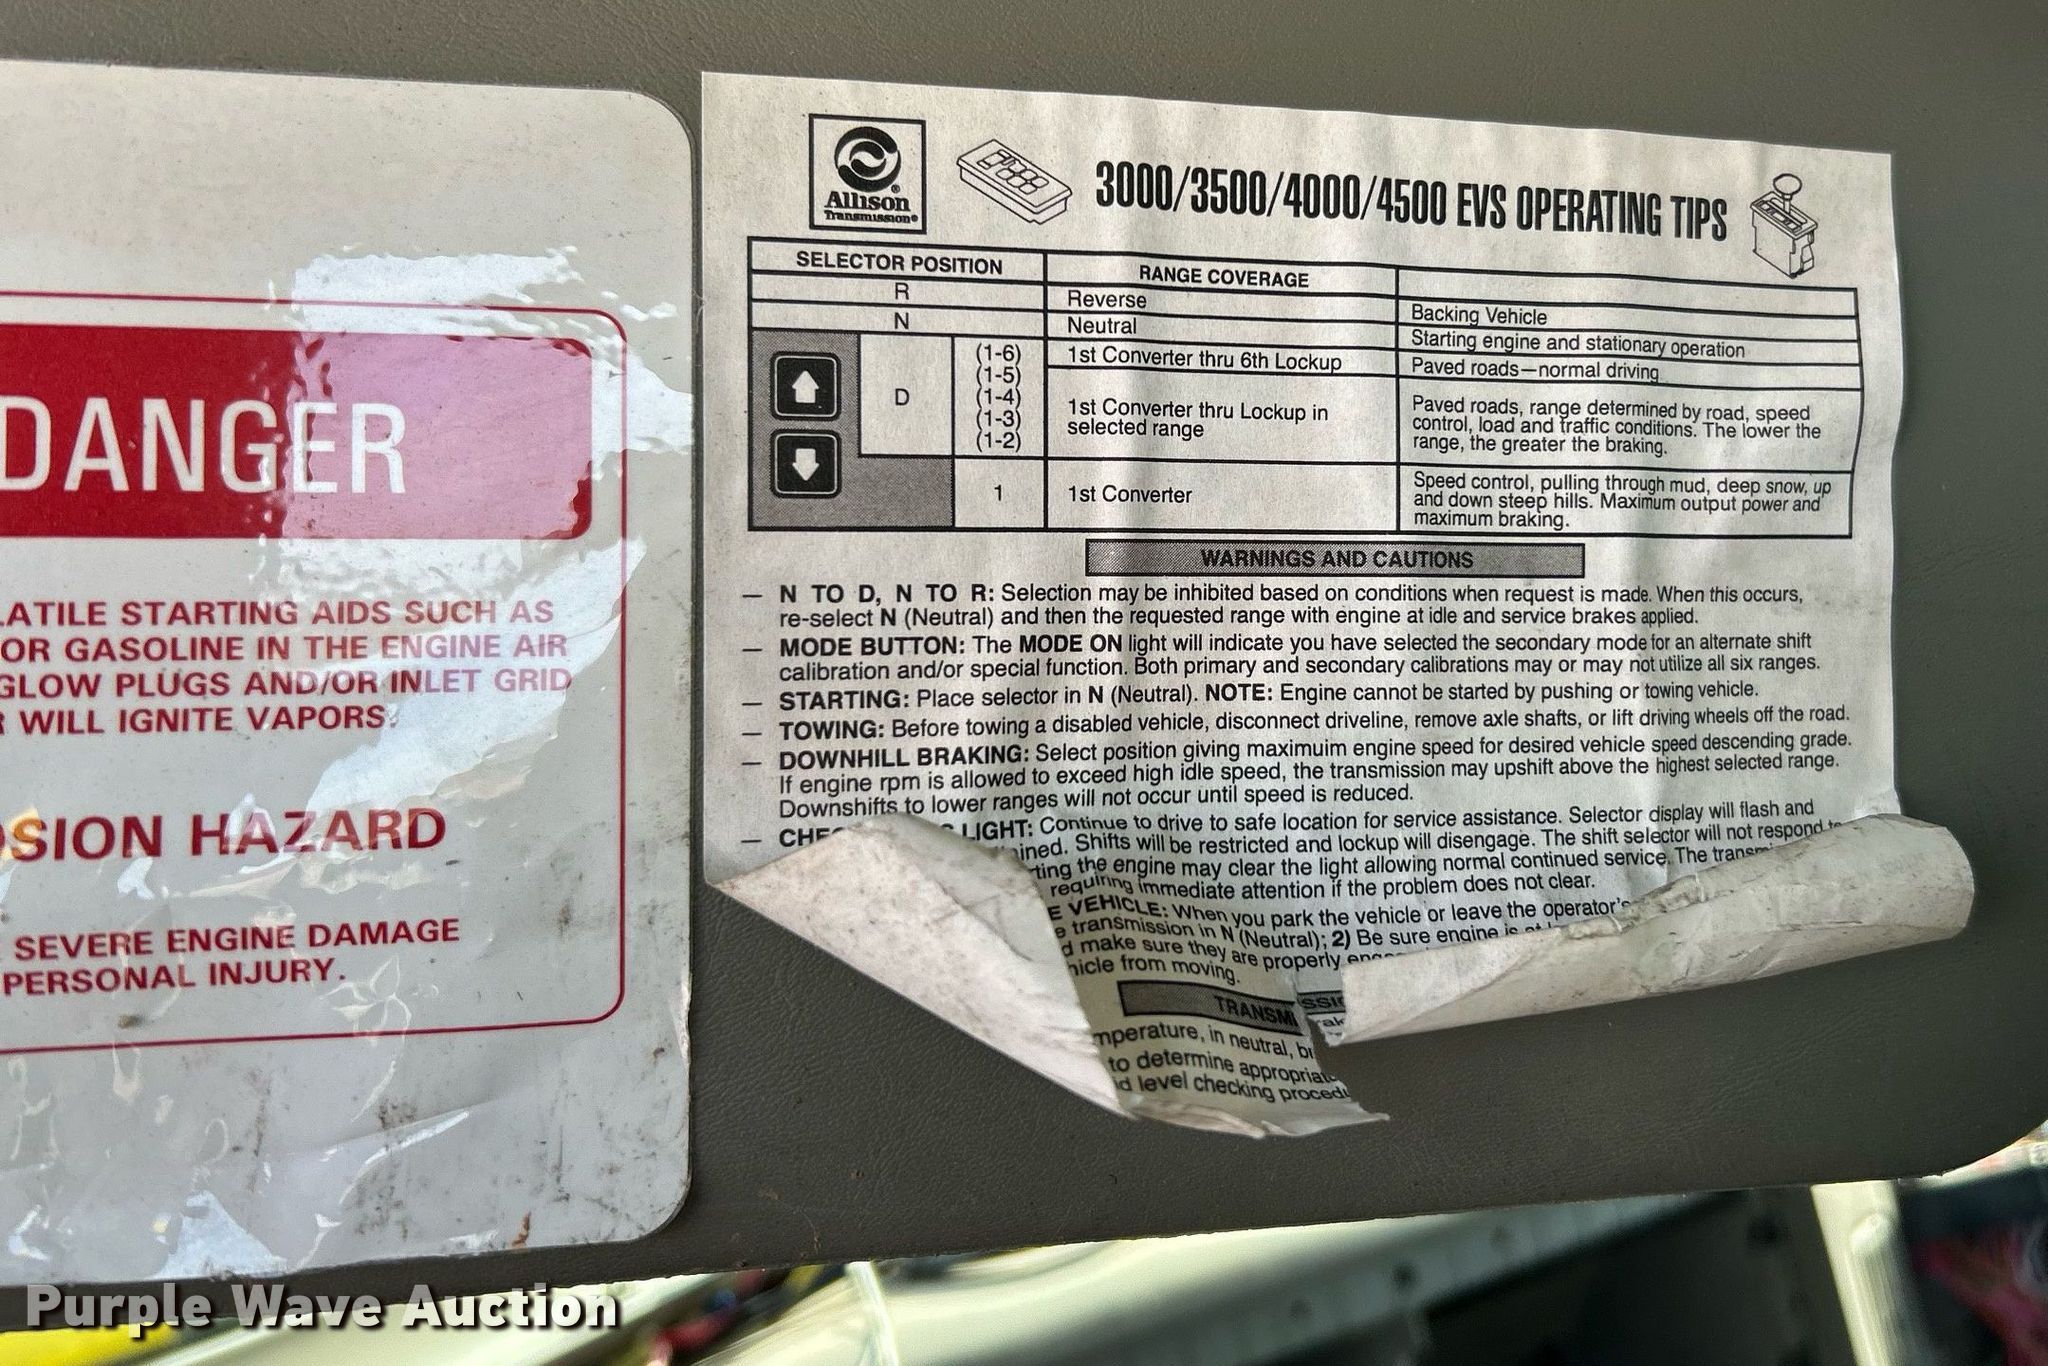 DANGER
STARTING AIDS SUCH AS
OR GASOLINE IN THE ENGINE AIR
GLOW PLUGS AND/OR INLET GRID
WILL IGNITE VAPORS.
HAZARD
SEVERE ENGINE DAMAGE
PERSONAL INJURY.
Allison
Transmission®
3000/3500/4000/4500 EVS OPERATING TIPS
SELECTOR POSITION RANGE COVERAGE
R Reverse Backing Vehicle
N Neutral Starting engine and stationary operation
D
(1-6) 1st Converter thru 6th Lockup Paved roads—normal driving
(1-5)
(1-4)
(1-3)
(1-2)
1st Converter thru Lockup in
selected range
Paved roads, range determined by road, speed
control, load and traffic conditions. The lower the
range, the greater the braking.
1 1st Converter
Speed control, pulling through mud, deep snow, up
and down steep hills. Maximum output power and
maximum braking.
WARNINGS AND CAUTIONS
— N TO D, N TO R: Selection may be inhibited based on conditions when request is made. When this occurs,
re-select N (Neutral) and then the requested range with engine at idle and service brakes applied.
— MODE BUTTON: The MODE ON light will indicate you have selected the secondary mode for an alternate shift
calibration and/or special function. Both primary and secondary calibrations may or may not utilize all six ranges.
— STARTING: Place selector in N (Neutral). NOTE: Engine cannot be started by pushing or towing vehicle.
— TOWING: Before towing a disabled vehicle, disconnect driveline, remove axle shafts, or lift driving wheels off the road.
— DOWNHILL BRAKING: Select position giving maximuim engine speed for desired vehicle speed descending grade.
If engine rpm is allowed to exceed high idle speed, the transmission may upshift above the highest selected range.
Downshifts to lower ranges will not occur until speed is reduced.
— LIGHT: Continue to drive to safe location for service assistance. Selector display will flash and
Shifts will be restricted and lockup will disengage. The shift selector will not respond
the engine may clear the light allowing normal continued service. The
requiring immediate attention if the problem does not clear.
VEHICLE: When you park the vehicle or leave the operator's
transmission in N (Neutral); 2) Be sure engine is
make sure they are properly
from moving.
in neutral,
to determine
level checking
Purple Wave Auction